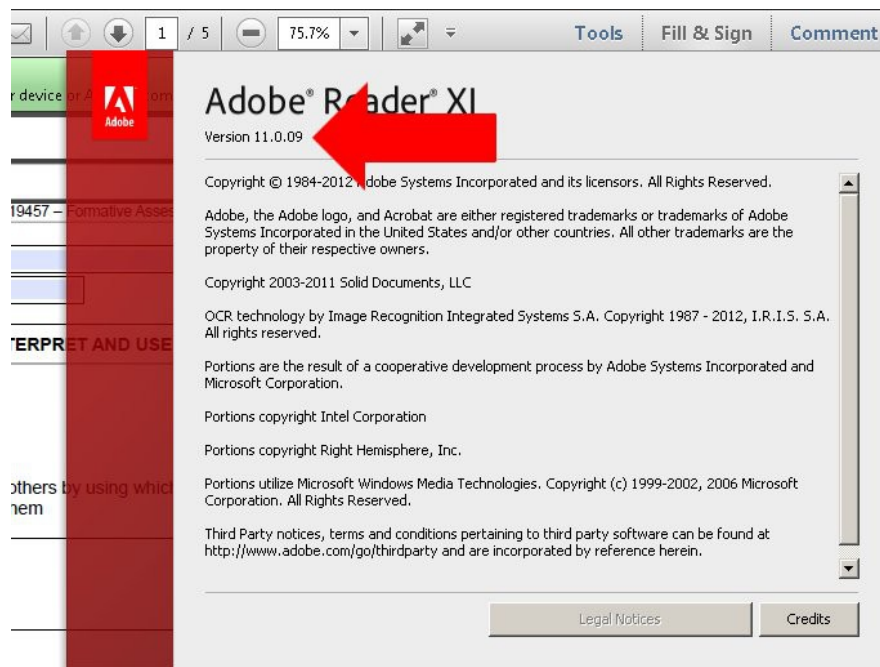 1 / 5 75.7% Tools Fill & Sign Comment
r device or A
Adobe
Adobe® Reader® XI
Version 11.0.09
Copyright © 1984-2012 Adobe Systems Incorporated and its licensors. All Rights Reserved.
19457 – Formative Asses
Adobe, the Adobe logo, and Acrobat are either registered trademarks or trademarks of Adobe
Systems Incorporated in the United States and/or other countries. All other trademarks are the
property of their respective owners.
Copyright 2003-2011 Solid Documents, LLC
OCR technology by Image Recognition Integrated Systems S.A. Copyright 1987 - 2012, I.R.I.S. S.A.
All rights reserved.
TERPRET AND USE
Portions are the result of a cooperative development process by Adobe Systems Incorporated and
Microsoft Corporation.
Portions copyright Intel Corporation
Portions copyright Right Hemisphere, Inc.
others by using which
hem
Portions utilize Microsoft Windows Media Technologies. Copyright (c) 1999-2002, 2006 Microsoft
Corporation. All Rights Reserved.
Third Party notices, terms and conditions pertaining to third party software can be found at
http://www.adobe.com/go/thirdparty and are incorporated by reference herein.
Legal Notices
Credits